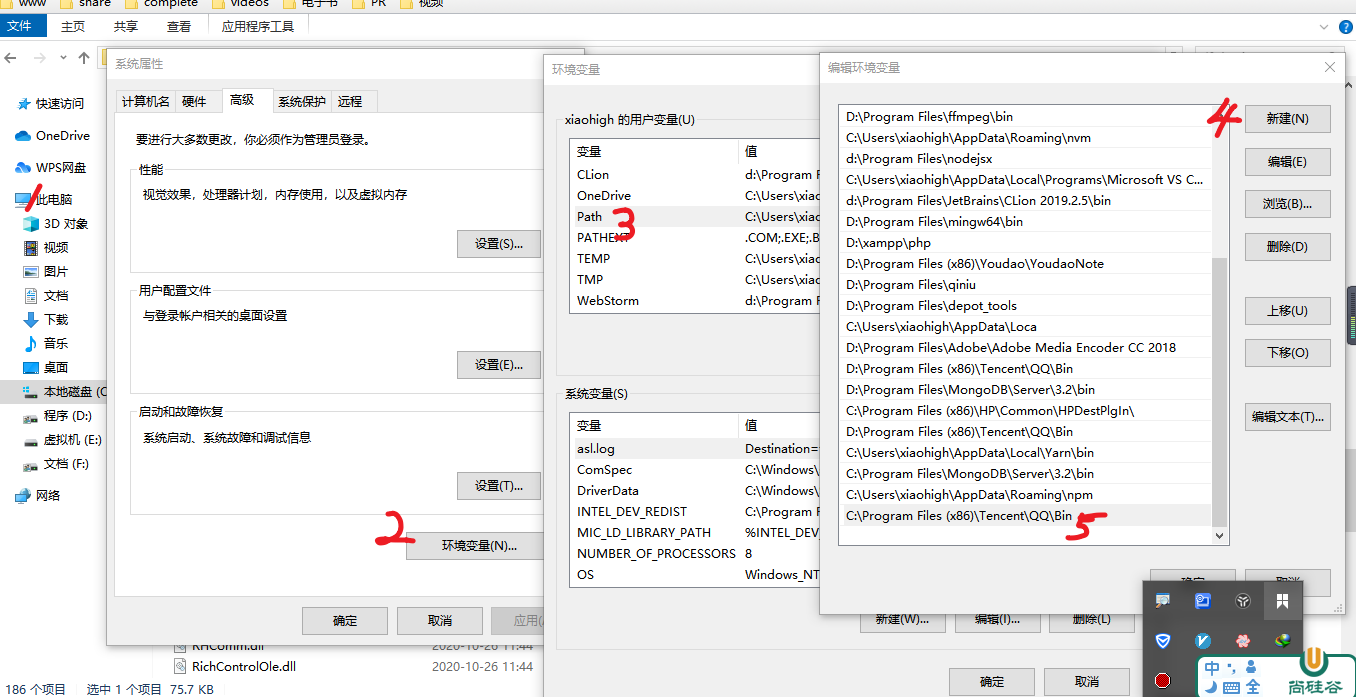 www
share
complete
videos
电子书
PR
视频
文件
主页
共享
查看
应用程序工具
快速访问
OneDrive
WPS网盘
此电脑
3D 对象
视频
图片
文档
下载
音乐
桌面
本地磁盘 (C
程序 (D:)
虚拟机 (E:)
文档 (F:)
网络
186 个项目
选中 1 个项目 75.7 KB
RHComm.dll
2020-10-26 11:44
RichControlOle.dll
2020-10-26 11:44
系统属性
计算机名
硬件
高级
系统保护
远程
要进行大多数更改，你必须作为管理员登录。
性能
视觉效果，处理器计划，内存使用，以及虚拟内存
设置(S)...
用户配置文件
与登录帐户相关的桌面设置
设置(E)...
启动和故障恢复
系统启动、系统故障和调试信息
设置(T)...
2
环境变量(N)...
确定
取消
应用(
环境变量
xiaohigh 的用户变量(U)
变量 值
CLion d:\Program F
OneDrive C:\Users\xiao
Path C:\Users\xiao
3
PATHEXT .COM;.EXE;.B
TEMP C:\Users\xiao
TMP C:\Users\xiao
WebStorm d:\Program F
系统变量(S)
变量 值
asl.log Destination=
ComSpec C:\Windows\
DriverData C:\Windows\
INTEL_DEV_REDIST C:\Program F
MIC_LD_LIBRARY_PATH %INTEL_DEV_
NUMBER_OF_PROCESSORS 8
OS Windows_NT
新建(W)...
编辑(I)...
删除(L)
确定
取消
编辑环境变量
D:\Program Files\ffmpeg\bin
C:\Users\xiaohigh\AppData\Roaming\nvm
d:\Program Files\nodejsx
C:\Users\xiaohigh\AppData\Local\Programs\Microsoft VS C...
d:\Program Files\JetBrains\CLion 2019.2.5\bin
D:\Program Files\mingw64\bin
D:\xampp\php
D:\Program Files (x86)\Youdao\YoudaoNote
D:\Program Files\qiniu
D:\Program Files\depot_tools
C:\Users\xiaohigh\AppData\Loca
D:\Program Files\Adobe\Adobe Media Encoder CC 2018
D:\Program Files (x86)\Tencent\QQ\Bin
D:\Program Files\MongoDB\Server\3.2\bin
C:\Program Files (x86)\HP\Common\HPDestPlgIn\
D:\Program Files (x86)\Tencent\QQ\Bin
C:\Users\xiaohigh\AppData\Local\Yarn\bin
C:\Program Files\MongoDB\Server\3.2\bin
C:\Users\xiaohigh\AppData\Roaming\npm
C:\Program Files (x86)\Tencent\QQ\Bin
5
4
新建(N)
编辑(E)
浏览(B)...
删除(D)
上移(U)
下移(O)
编辑文本(T)...
确定
取消
中
全
尚硅谷